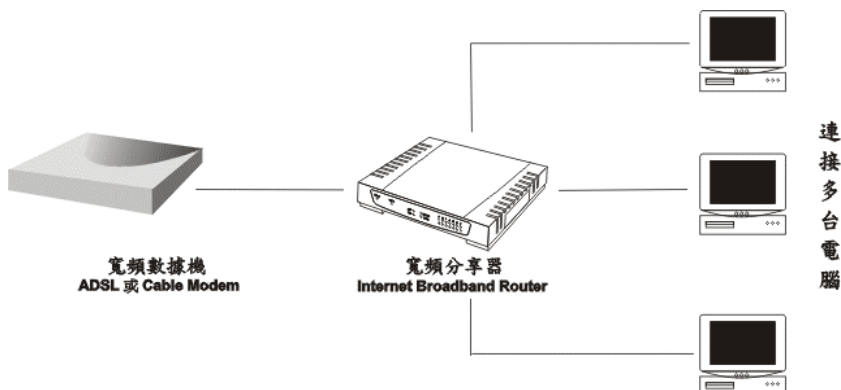 寬頻數據機
ADSL 或 Cable Modem
寬頻分享器
Internet Broadband Router
連接多台電腦